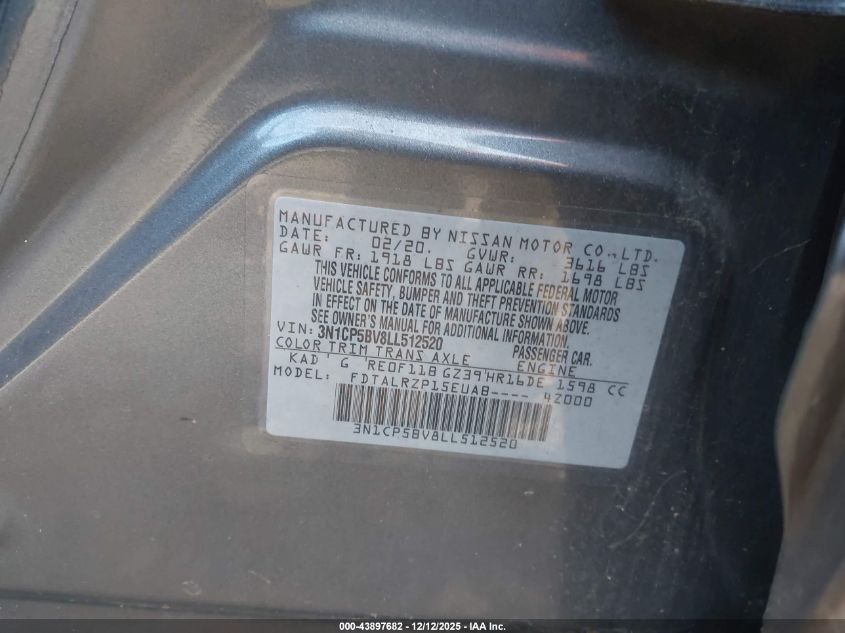 MANUFACTURED BY NISSAN MOTOR CO., LTD.
DATE: 02/20. GVWR: 3616 LBS
GAWR FR: 1918 LBS GAWR RR: 1698 LBS
THIS VEHICLE CONFORMS TO ALL APPLICABLE FEDERAL MOTOR
VEHICLE SAFETY, BUMPER AND THEFT PREVENTION STANDARDS
IN EFFECT ON THE DATE OF MANUFACTURE SHOWN ABOVE.
SEE OWNER'S MANUAL FOR ADDITIONAL INFORMATION.
VIN: 3N1CP5BV8LL512520 PASSENGER CAR.
COLOR TRIM TRANS AXLE ENGINE
KAD ' G 'RE0F11B GZ39'HR16DE 1598 CC
MODEL: FDTALRZP15EUAB---- 42000
3N1CP5BV8LL512520
000-43897682 - 12/12/2025 - IAA Inc.